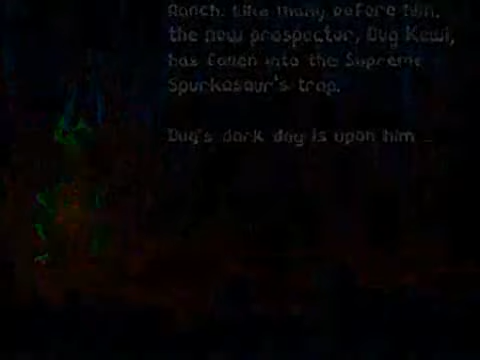 Ranch. Like many before him,
the new prospector, Dug Kewl,
has fallen into the Supreme
Spurkosaur's trap.
Dug's dark day is upon him ...